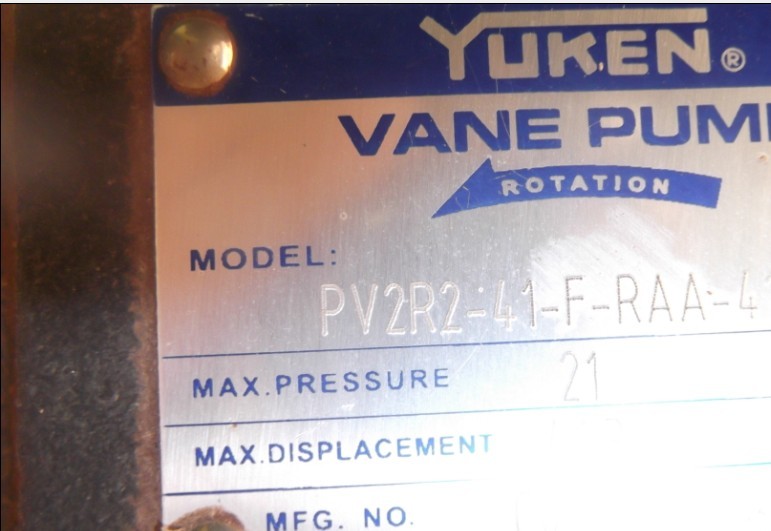 YUKEN®
VANE PUM
ROTATION
MODEL:
PV2R2-41-F-RAA-4
MAX.PRESSURE 21
MAX.DISPLACEMENT
MFG. NO.